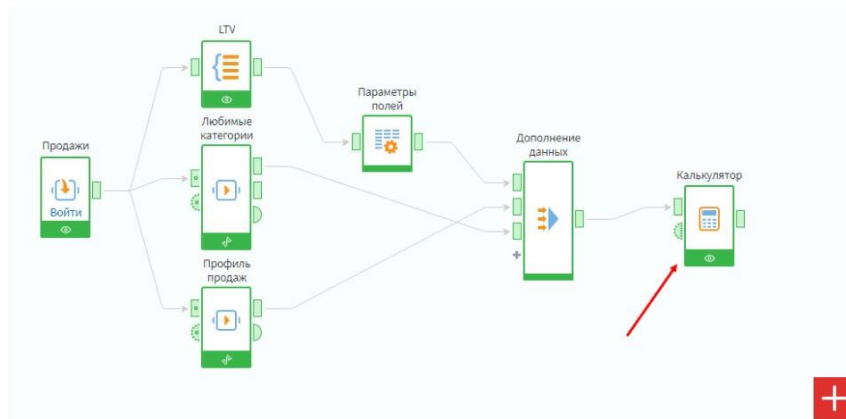 LTV
Параметры
полей
Любимые
категории
Дополнение
данных
Продажи
Войти
Калькулятор
Профиль
продаж